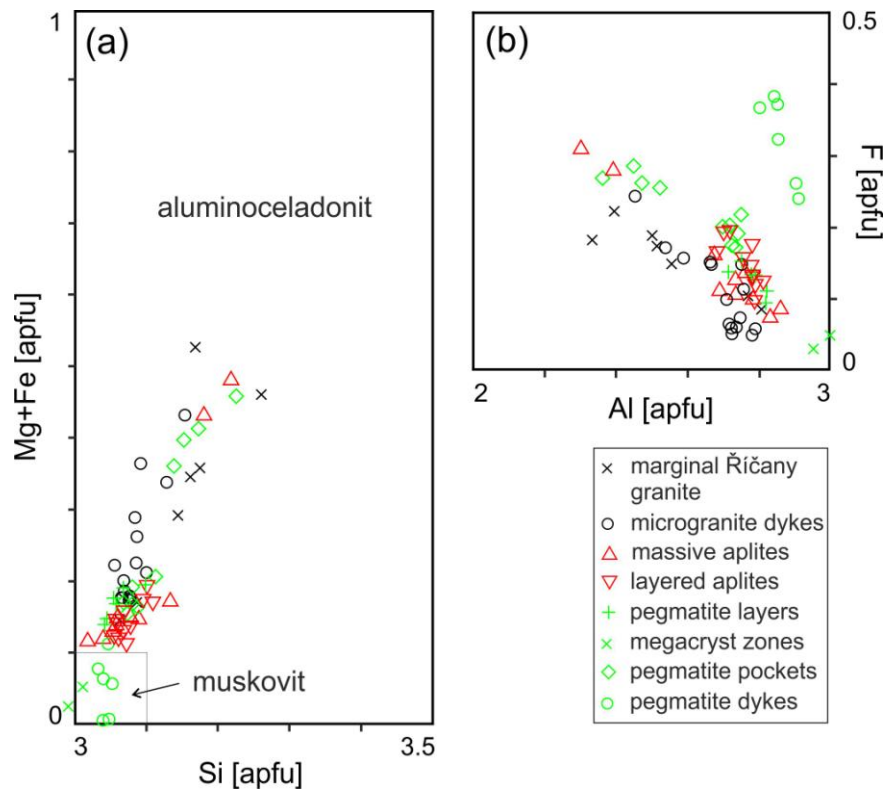 (a)
1
aluminoceladonit
Mg+Fe [apfu]
muskovit
0
3
3.5
Si [apfu]
(b)
0.5
F [apfu]
0
2
3
Al [apfu]
marginal Říčany
granite
microgranite dykes
massive aplites
layered aplites
pegmatite layers
megacryst zones
pegmatite pockets
pegmatite dykes